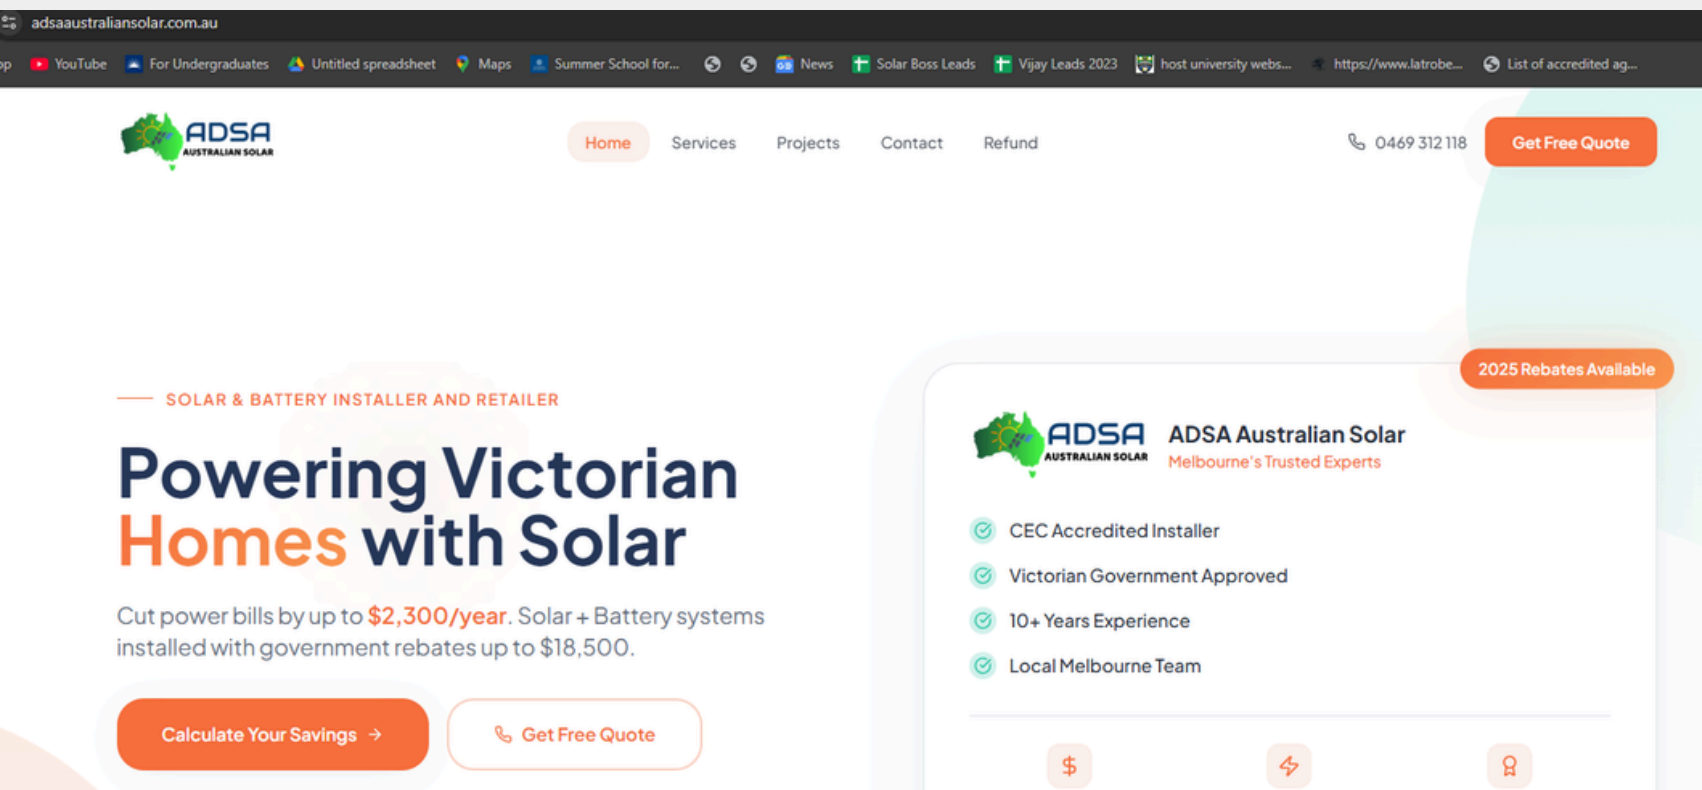 adsaaustraliansolar.com.au
YouTube For Undergraduates Untitled spreadsheet Maps Summer School for... News Solar Boss Leads Vijay Leads 2023 host university webs... https://www.latrobe... List of accredited ag...
ADSA
AUSTRALIAN SOLAR
Home Services Projects Contact Refund 0469 312 118 Get Free Quote
2025 Rebates Available
SOLAR & BATTERY INSTALLER AND RETAILER
Powering Victorian
Homes with Solar
Cut power bills by up to $2,300/year. Solar + Battery systems
installed with government rebates up to $18,500.
Calculate Your Savings → Get Free Quote
ADSA
AUSTRALIAN SOLAR
ADSA Australian Solar
Melbourne's Trusted Experts
CEC Accredited Installer
Victorian Government Approved
10+ Years Experience
Local Melbourne Team
$